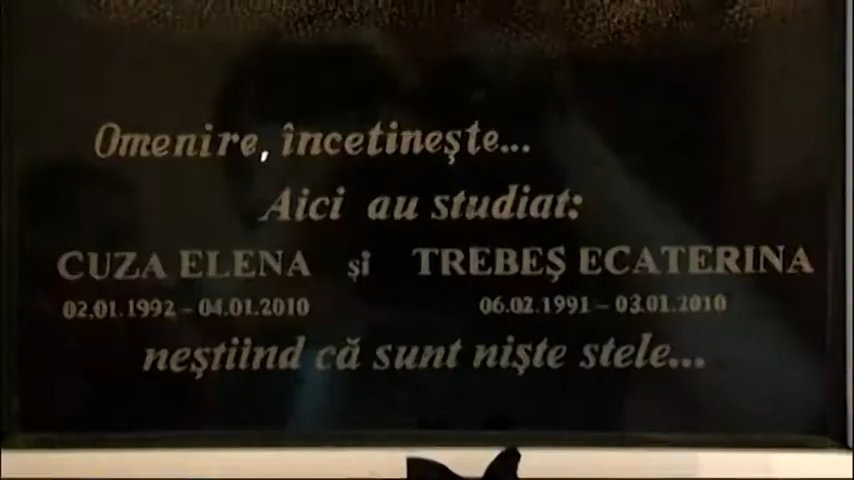 Omenire, încetineşte...
Aici au studiat:
CUZA ELENA şi TREBEŞ ECATERINA
02.01.1992 - 04.01.2010 06.02.1991 - 03.01.2010
neştiind că sunt nişte stele...